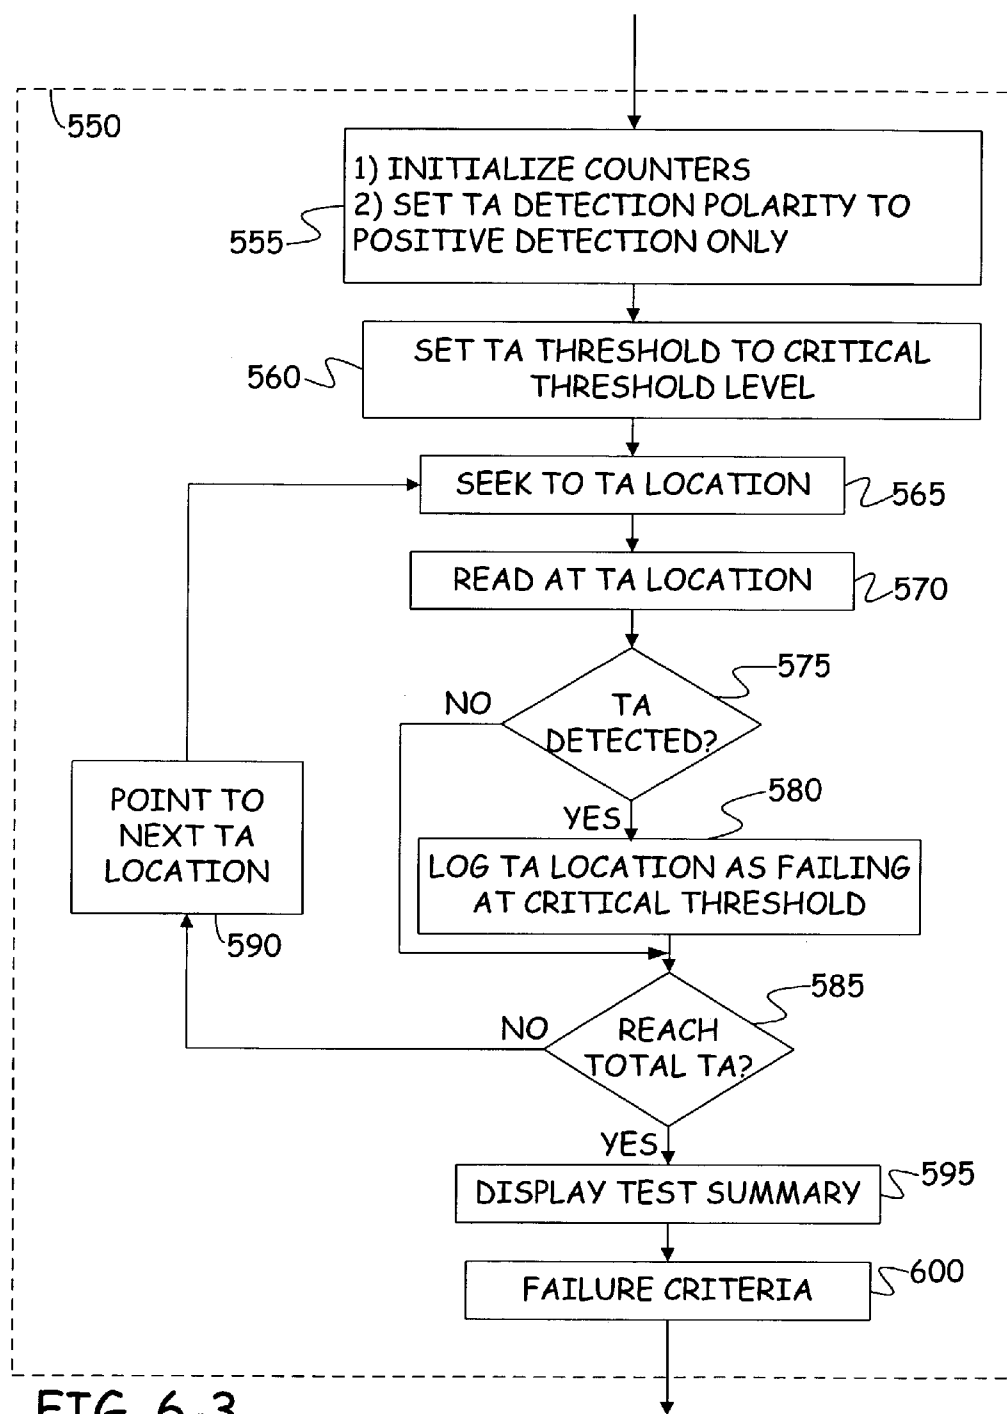 550
1) INITIALIZE COUNTERS
2) SET TA DETECTION POLARITY TO
POSITIVE DETECTION ONLY
555
SET TA THRESHOLD TO CRITICAL
THRESHOLD LEVEL
560
SEEK TO TA LOCATION
565
READ AT TA LOCATION
570
575
NO
TA
DETECTED?
YES
580
POINT TO
NEXT TA
LOCATION
590
LOG TA LOCATION AS FAILING
AT CRITICAL THRESHOLD
585
NO
REACH
TOTAL TA?
YES
DISPLAY TEST SUMMARY
595
FAILURE CRITERIA
600
FIG 6.3